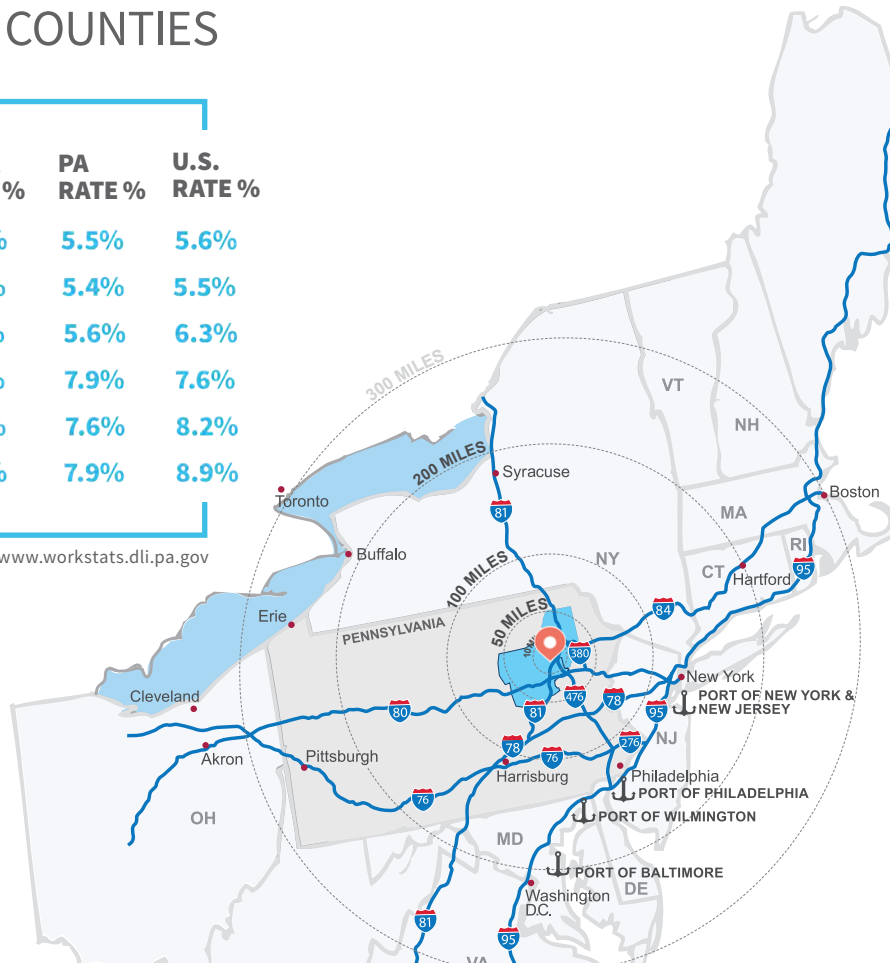 COUNTIES
% PA RATE % U.S. RATE %
% 5.5% 5.6%
% 5.4% 5.5%
% 5.6% 6.3%
% 7.9% 7.6%
% 7.6% 8.2%
% 7.9% 8.9%
www.workstats.dli.pa.gov
300 MILES
VT
NH
200 MILES
Syracuse
Toronto
Boston
81
MA
Buffalo
NY
RI
100 MILES
CT
Hartford
95
50 MILES
84
Erie
PENNSYLVANIA
380
New York
Cleveland
476
78
PORT OF NEW YORK &
NEW JERSEY
80
81
95
NJ
78
276
Akron
Pittsburgh
76
Harrisburg
Philadelphia
PORT OF PHILADELPHIA
76
OH
PORT OF WILMINGTON
MD
PORT OF BALTIMORE
DE
Washington
D.C.
81
95
VA